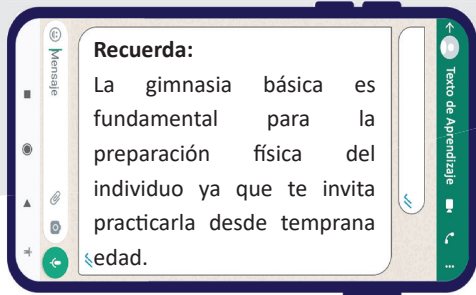 Texto de Aprendizaje
Recuerda:
La gimnasia básica es
fundamental para la
preparación física del
individuo ya que te invita
practicarla desde temprana
edad.
Mensaje